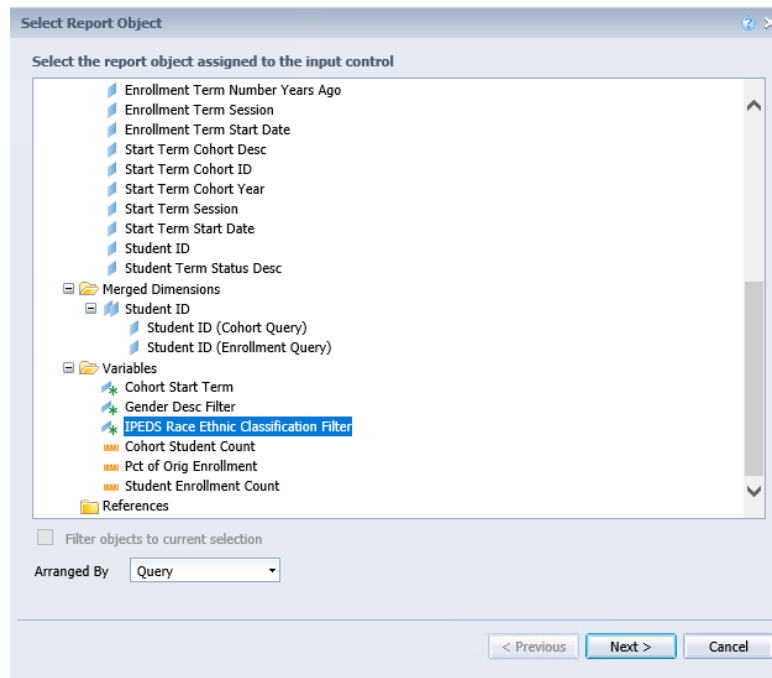 Select Report Object
Select the report object assigned to the input control
Enrollment Term Number Years Ago
Enrollment Term Session
Enrollment Term Start Date
Start Term Cohort Desc
Start Term Cohort ID
Start Term Cohort Year
Start Term Session
Start Term Start Date
Student ID
Student Term Status Desc
Merged Dimensions
Student ID
Student ID (Cohort Query)
Student ID (Enrollment Query)
Variables
Cohort Start Term
Gender Desc Filter
IPEDS Race Ethnic Classification Filter
Cohort Student Count
Pct of Orig Enrollment
Student Enrollment Count
References
Filter objects to current selection
Arranged By Query
< Previous Next > Cancel